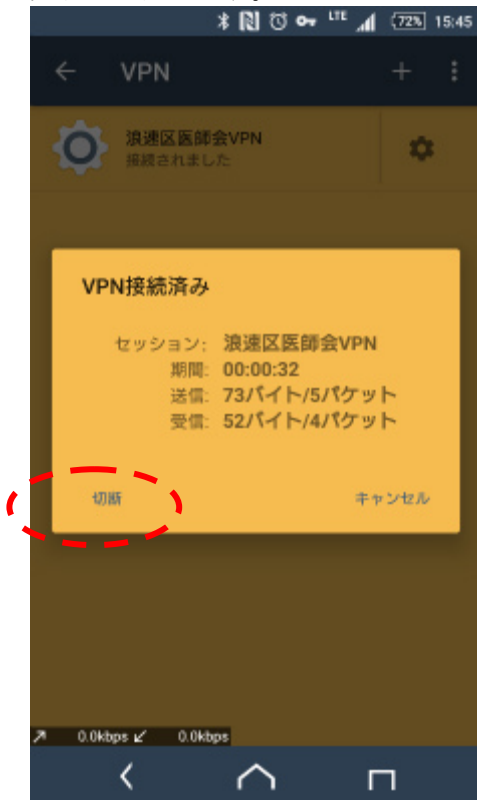 LTE 72% 15:45
VPN
浪速区医師会VPN
接続されました
VPN接続済み
セッション: 浪速区医師会VPN
期間: 00:00:32
送信: 73バイト/5パケット
受信: 52バイト/4パケット
切断 キャンセル
0.0kbps 0.0kbps